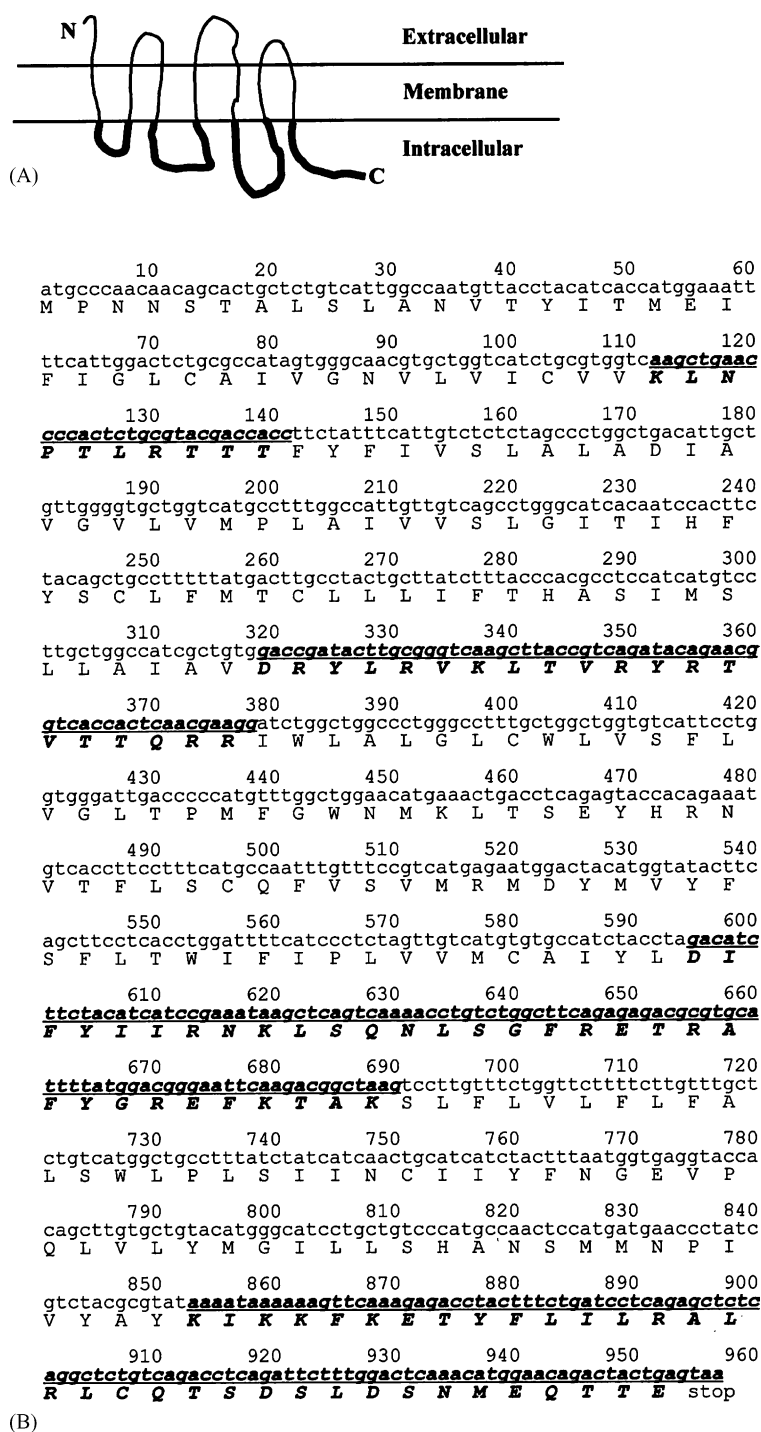 N
Extracellular
Membrane
Intracellular
C
(A)
10 20 30 40 50 60
atgcccaacaacagcactgctctgtcattggccaatgttacctacatcaccatggaaatt
M P N N S T A L S L A N V T Y I T M E I
70 80 90 100 110 120
ttcattggactctgcgccatagtgggcaacgtgctggtcatctgcgtggtcaagctgaac
F I G L C A I V G N V L V I C V V K L N
130 140 150 160 170 180
cccactctgcgtacgaccaccttctatttcattgtctctctagccctggctgacattgct
P T L R T T T F Y F I V S L A L A D I A
190 200 210 220 230 240
gttggggtgctggtcatgcctttggccattgttgtcagcctgggcatcacaatccacttc
V G V L V M P L A I V V S L G I T I H F
250 260 270 280 290 300
tacagctgcctttttatgacttgcctactgcttatctttacccacgcctccatcatgtcc
Y S C L F M T C L L L I F T H A S I M S
310 320 330 340 350 360
ttgctggccatcgctgtggaccgatacttgcgggtcaagcttaccgtcagatacagaacg
L L A I A V D R Y L R V K L T V R Y R T
370 380 390 400 410 420
gtcaccactcaacgaaggatctggctggccctgggcctttgctggctggtgtcattcctg
V T T Q R R I W L A L G L C W L V S F L
430 440 450 460 470 480
gtgggattgacccccatgtttggctggaacatgaaactgacctcagagtaccacagaaat
V G L T P M F G W N M K L T S E Y H R N
490 500 510 520 530 540
gtcaccttcctttcatgccaatttgtttccgtcatgagaatggactacatggtatacttc
V T F L S C Q F V S V M R M D Y M V Y F
550 560 570 580 590 600
agcttcctcacctggattttcatccctctagttgtcatgtgtgccatctacctagacatc
S F L T W I F I P L V V M C A I Y L D I
610 620 630 640 650 660
ttctacatcatccgaaataagctcagtcaaaacctgtctggcttcagagagacgcgtgca
F Y I I R N K L S Q N L S G F R E T R A
670 680 690 700 710 720
ttttatggacgggaattcaagacggctaagtccttgtttctggttcttttcttgtttgct
F Y G R E F K T A K S L F L V L F L F A
730 740 750 760 770 780
ctgtcatggctgcctttatctatcatcaactgcatcatctactttaatggtgaggtacca
L S W L P L S I I N C I I Y F N G E V P
790 800 810 820 830 840
cagcttgtgctgtacatgggcatcctgctgtcccatgccaactccatgatgaaccctatc
Q L V L Y M G I L L S H A N S M M N P I
850 860 870 880 890 900
gtctacgcgtataaaataaaaaagttcaaagagacctactttctgatcctcagagctctc
V Y A Y K I K K F K E T Y F L I L R A L
910 920 930 940 950 960
aggctctgtcagacctcagattctttggactcaaacatggaacagactactgagtaa
R L C Q T S D S L D S N M E Q T T E stop
(B)